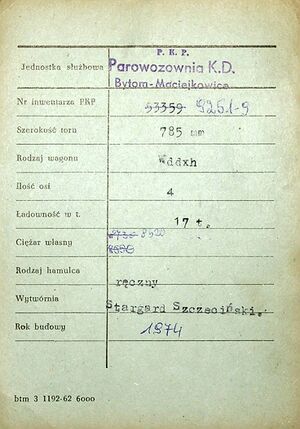 P. K. P.
Jednostka służbowa Parowozownia K.D.
Bytom-Maciejkowice
Nr inwentarza PKP 53359 9251-9
Szerokość toru 785 mm
Rodzaj wagonu Wddxh
Ilość osi 4
Ładowność w t. 17 t.
Ciężar własny 8520
Rodzaj hamulca ręczny
Wytwórnia Stargard Szczeciński.
Rok budowy 1974
btm 3 1192-62 6000